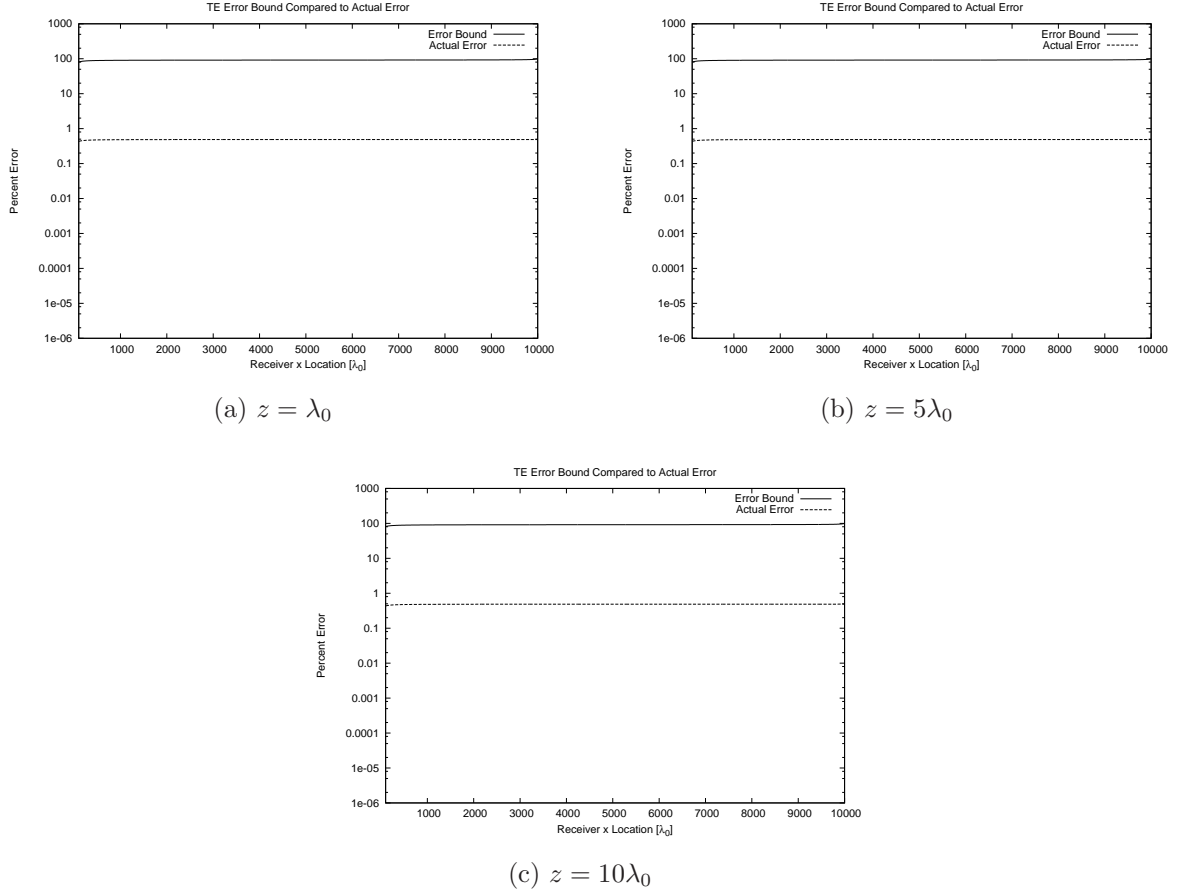 TE Error Bound Compared to Actual Error
1000
100
10
1
0.1
0.01
0.001
0.0001
1e-05
1e-06
Percent Error
Error Bound
Actual Error
1000 2000 3000 4000 5000 6000 7000 8000 9000 10000
Receiver x Location [λ0]
(a) z = λ0
TE Error Bound Compared to Actual Error
1000
100
10
1
0.1
0.01
0.001
0.0001
1e-05
1e-06
Percent Error
Error Bound
Actual Error
1000 2000 3000 4000 5000 6000 7000 8000 9000 10000
Receiver x Location [λ0]
(b) z = 5λ0
TE Error Bound Compared to Actual Error
1000
100
10
1
0.1
0.01
0.001
0.0001
1e-05
1e-06
Percent Error
Error Bound
Actual Error
1000 2000 3000 4000 5000 6000 7000 8000 9000 10000
Receiver x Location [λ0]
(c) z = 10λ0